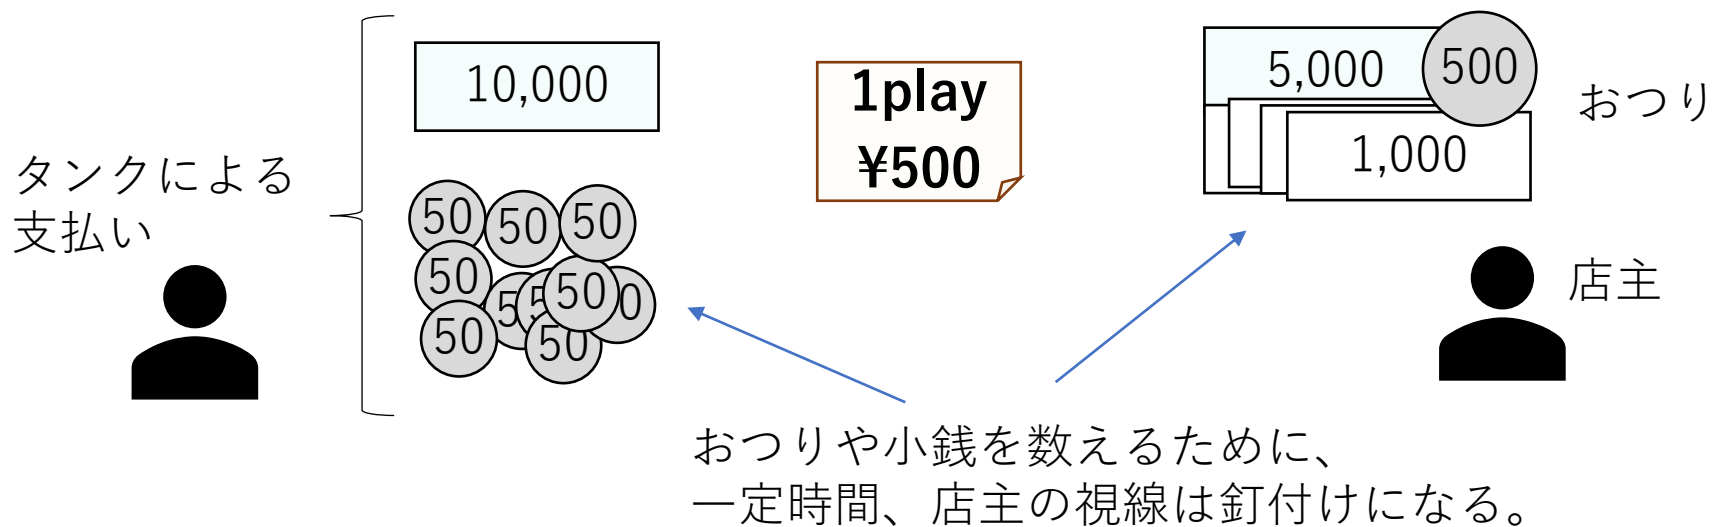 タンクによる
支払い
10,000
50
50
50
50
50
50
50
1play
¥500
5,000
500
1,000
おつり
店主
おつりや小銭を数えるために、
一定時間、店主の視線は釘付けになる。